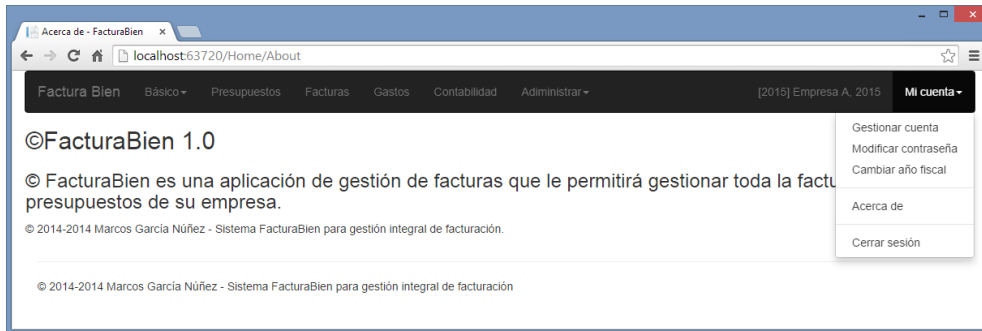 Acerca de - FacturaBien
localhost:63720/Home/About
Factura Bien Básico Presupuestos Facturas Gastos Contabilidad Administrar [2015] Empresa A, 2015 Mi cuenta
Gestionar cuenta
Modificar contraseña
Cambiar año fiscal
Acerca de
Cerrar sesión
©FacturaBien 1.0
© FacturaBien es una aplicación de gestión de facturas que le permitirá gestionar toda la
presupuestos de su empresa.
© 2014-2014 Marcos García Núñez - Sistema FacturaBien para gestión integral de facturación.
© 2014-2014 Marcos García Núñez - Sistema FacturaBien para gestión integral de facturación